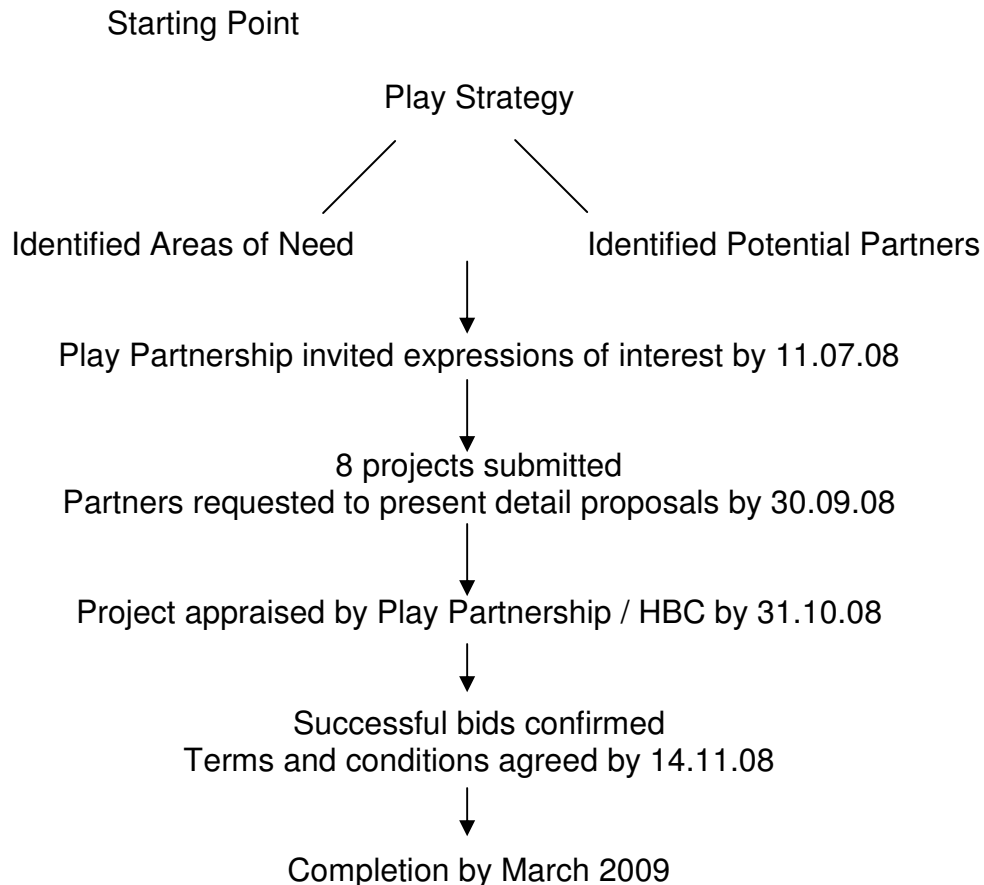 Starting Point
Play Strategy
Identified Areas of Need
Identified Potential Partners
Play Partnership invited expressions of interest by 11.07.08
8 projects submitted
Partners requested to present detail proposals by 30.09.08
Project appraised by Play Partnership / HBC by 31.10.08
Successful bids confirmed
Terms and conditions agreed by 14.11.08
Completion by March 2009